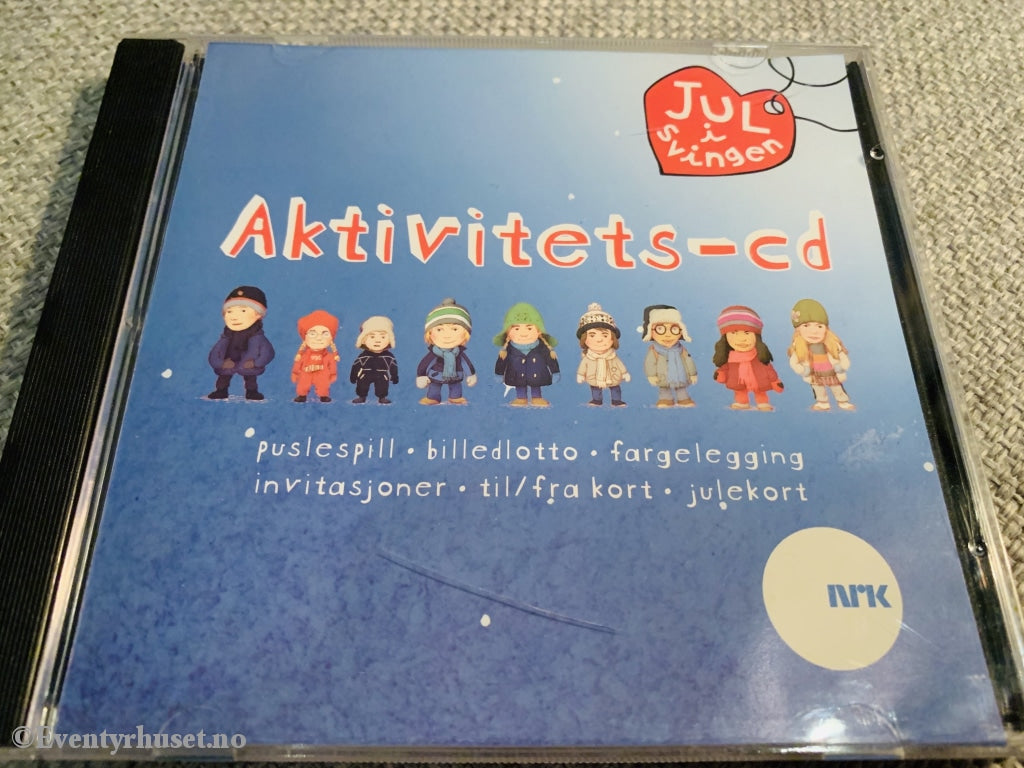 JUL
i
svingen
Aktivitets-cd
puslespill • billedlotto • fargelegging
invitasjoner • til/fra kort • julekort
nrk
©Eventyrhuset.no